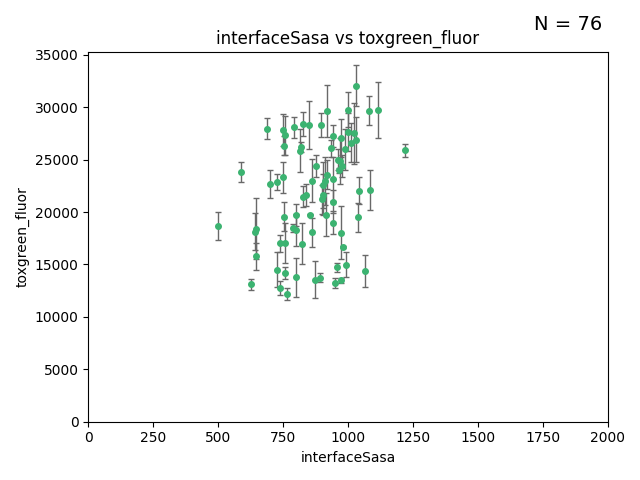 N = 76
interfaceSasa vs toxgreen_fluor
35000
30000
25000
20000
15000
10000
5000
0
toxgreen_fluor
0 250 500 750 1000 1250 1500 1750 2000
interfaceSasa